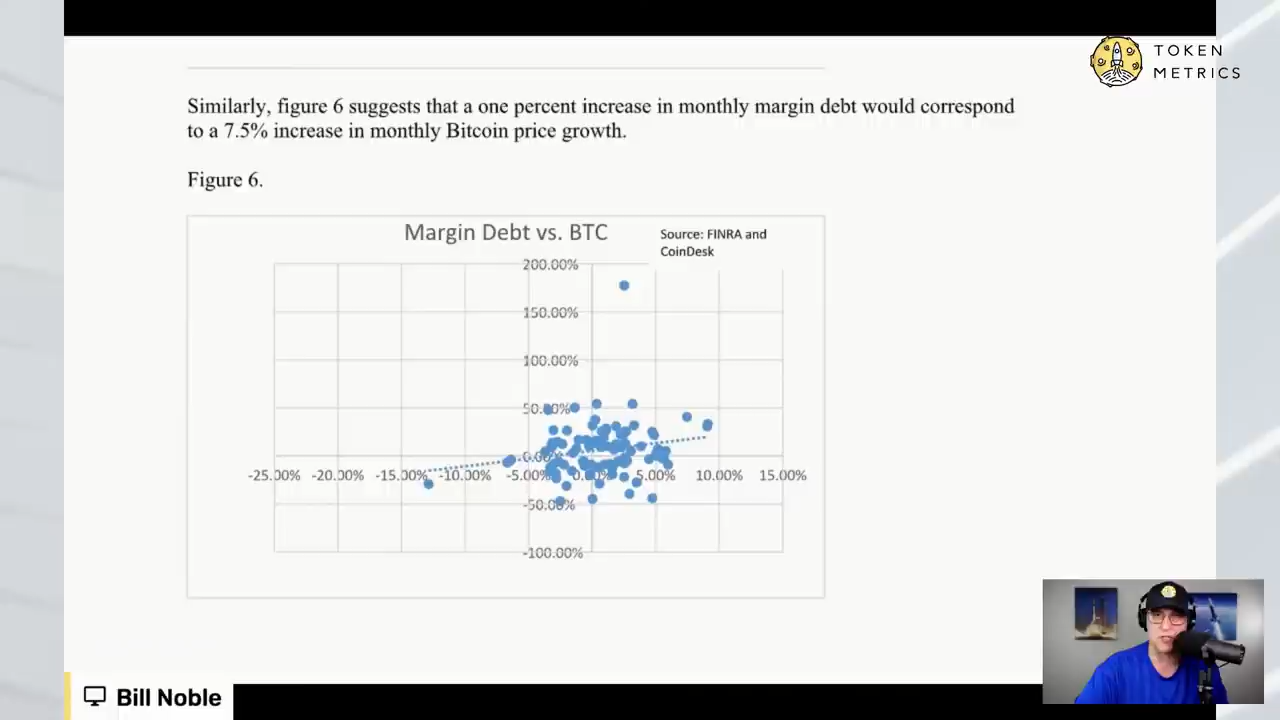 TOKEN
METRICS
Similarly, figure 6 suggests that a one percent increase in monthly margin debt would correspond
to a 7.5% increase in monthly Bitcoin price growth.
Figure 6.
Margin Debt vs. BTC
Source: FINRA and
CoinDesk
200.00%
150.00%
100.00%
50.00%
0.00%
-25.00% -20.00% -15.00% -10.00% -5.00% 0.00% 5.00% 10.00% 15.00%
-50.00%
-100.00%
Bill Noble